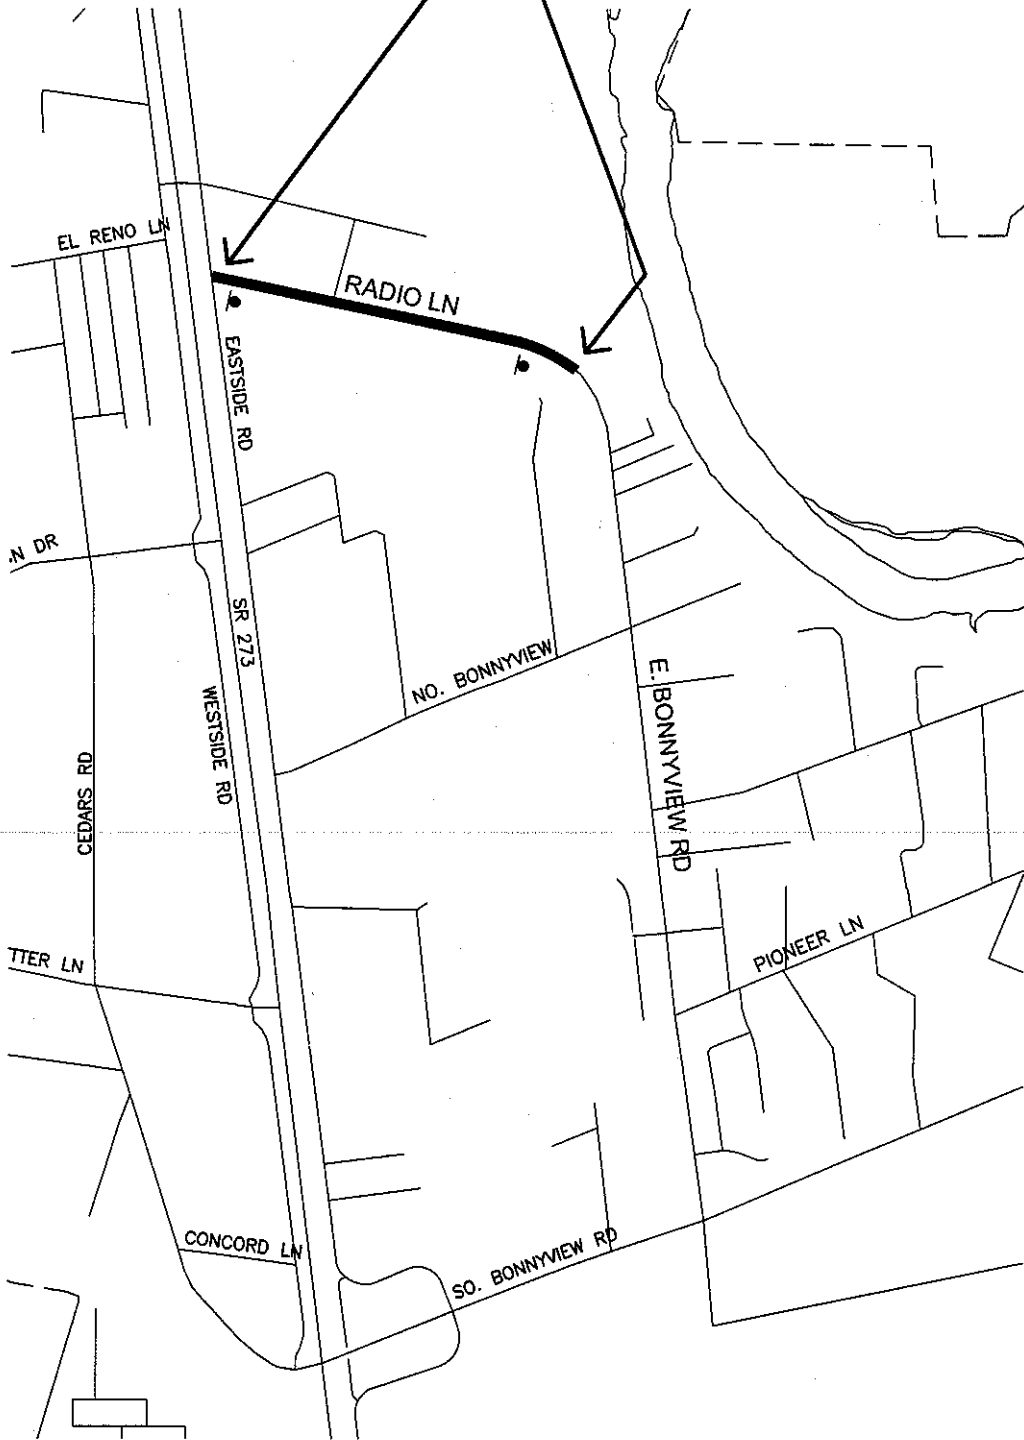 EL RENO LN
RADIO LN
EASTSIDE RD
N DR
SR 273
NO. BONNYVIEW
E. BONNYVIEW RD
WESTSIDE RD
CEDARS RD
PIONEER LN
TTER LN
CONCORD LN
SO. BONNYVIEW RD